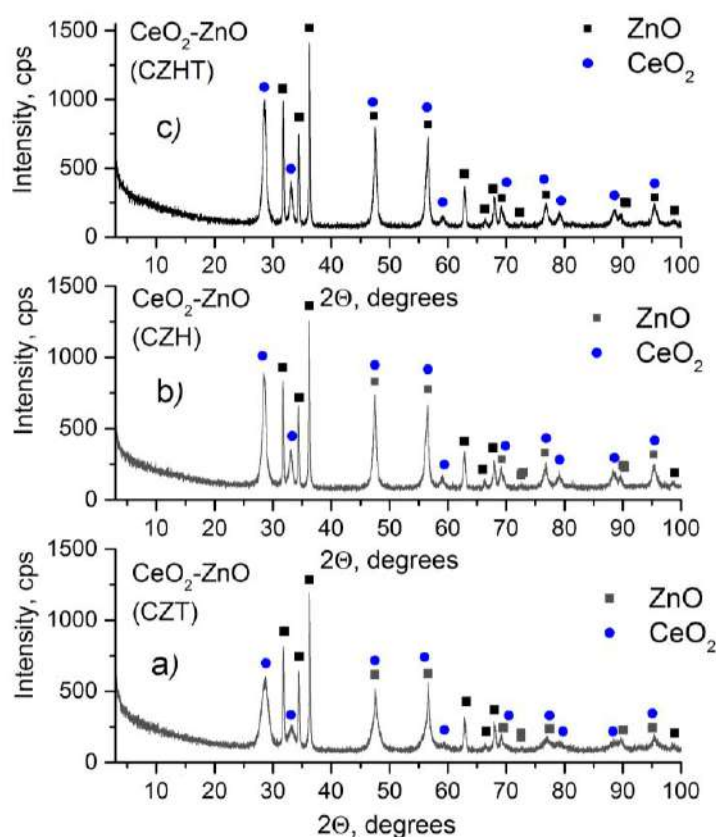 1500
1000
500
0
Intensity, cps
CeO₂-ZnO
(CZHT)
c)
ZnO
CeO₂
10 20 30 40 50 60 70 80 90 100
2Θ, degrees
1500
1000
500
0
Intensity, cps
CeO₂-ZnO
(CZH)
b)
ZnO
CeO₂
10 20 30 40 50 60 70 80 90 100
2Θ, degrees
1500
1000
500
0
Intensity, cps
CeO₂-ZnO
(CZT)
a)
ZnO
CeO₂
10 20 30 40 50 60 70 80 90 100
2Θ, degrees